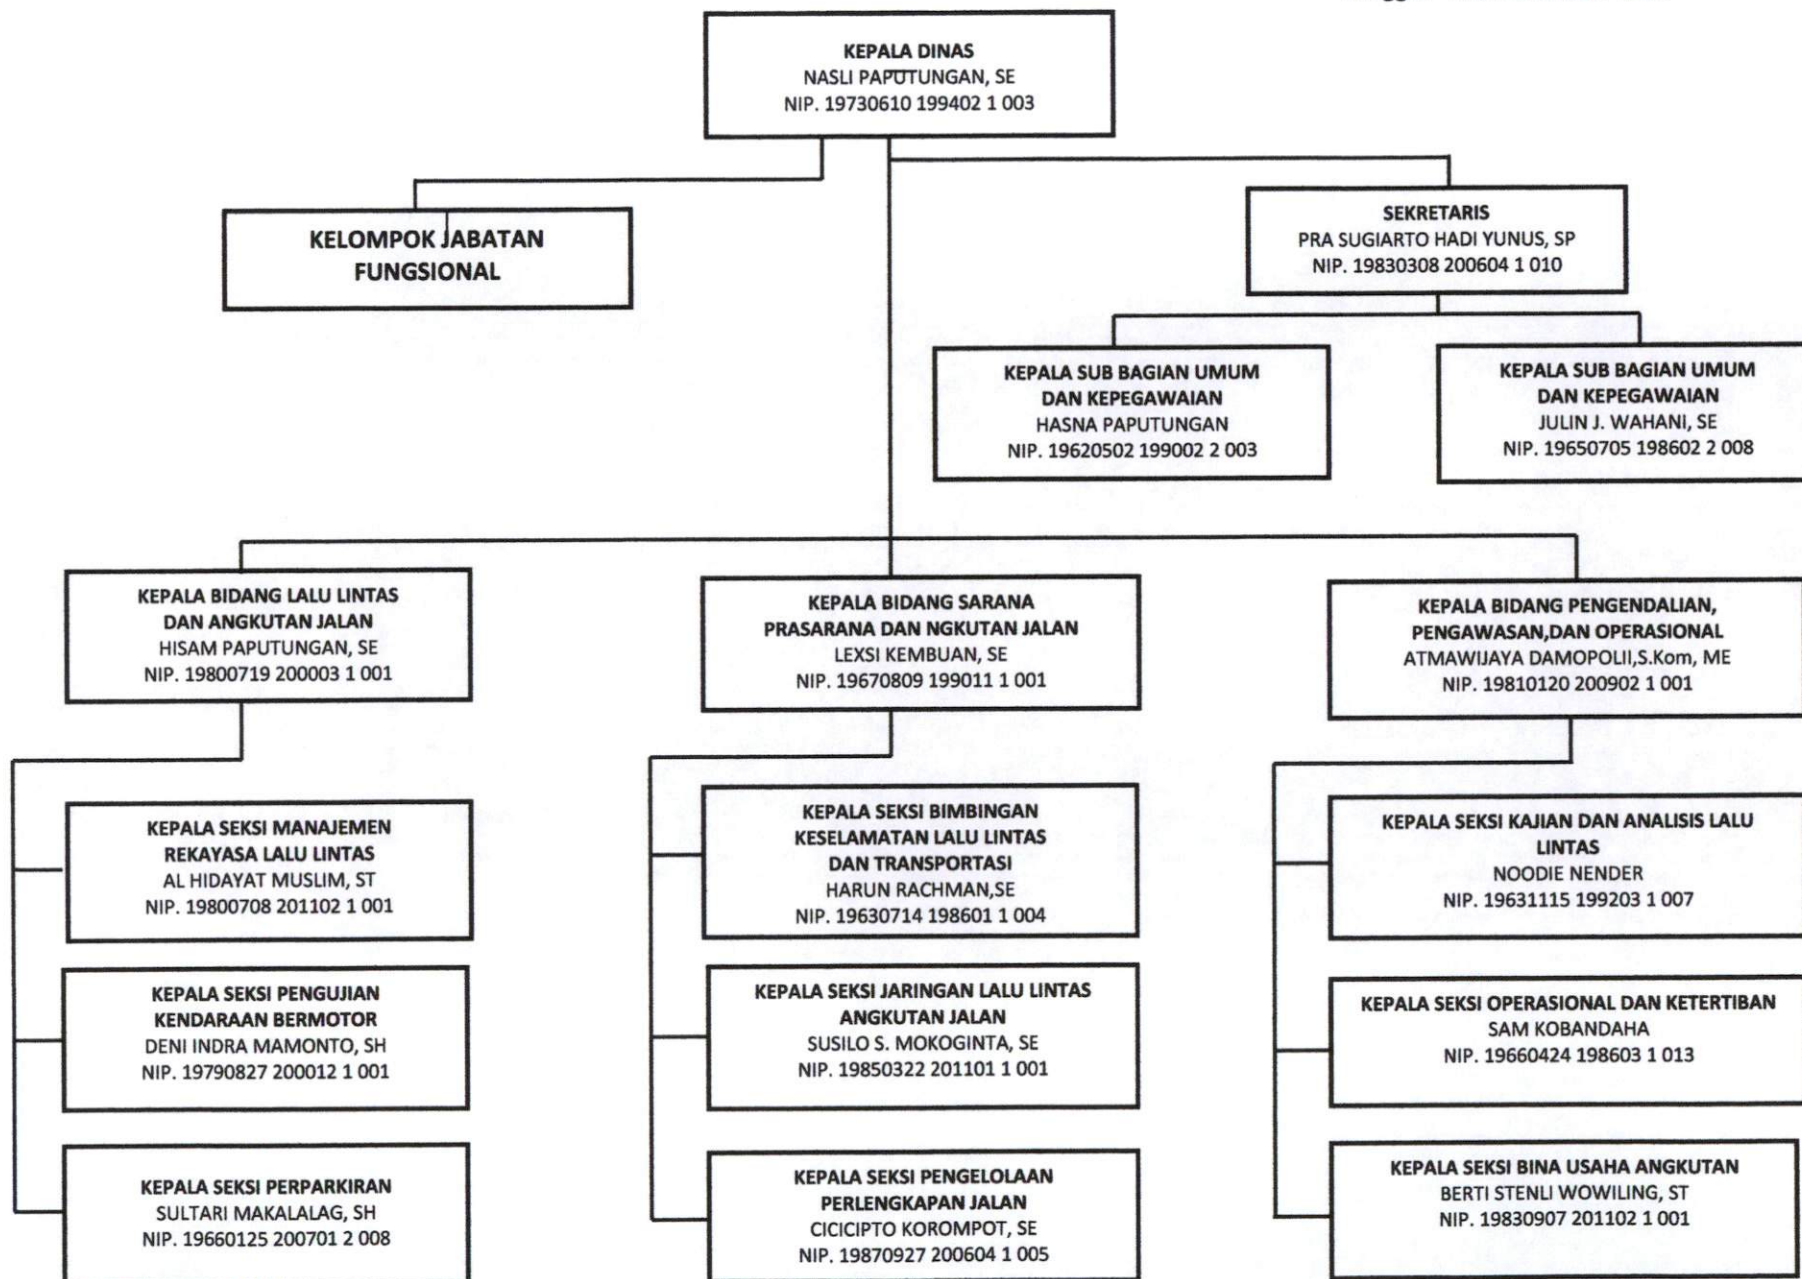 KEPALA DINAS
NASLI PAPUTUNGAN, SE
NIP. 19730610 199402 1 003
KELOMPOK JABATAN
FUNGSIONAL
SEKRETARIS
PRA SUGIARTO HADI YUNUS, SP
NIP. 19830308 200604 1 010
KEPALA SUB BAGIAN UMUM
DAN KEPEGAWAIAN
HASNA PAPUTUNGAN
NIP. 19620502 199002 2 003
KEPALA SUB BAGIAN UMUM
DAN KEPEGAWAIAN
JULIN J. WAHANI, SE
NIP. 19650705 198602 2 008
KEPALA BIDANG LALU LINTAS
DAN ANGKUTAN JALAN
HISAM PAPUTUNGAN, SE
NIP. 19800719 200003 1 001
KEPALA BIDANG SARANA
PRASARANA DAN NGKUTAN JALAN
LEXSI KEMBUAN, SE
NIP. 19670809 199011 1 001
KEPALA BIDANG PENGENDALIAN,
PENGAWASAN,DAN OPERASIONAL
ATMAWIJAYA DAMOPOLII,S.Kom, ME
NIP. 19810120 200902 1 001
KEPALA SEKSI MANAJEMEN
REKAYASA LALU LINTAS
AL HIDAYAT MUSLIM, ST
NIP. 19800708 201102 1 001
KEPALA SEKSI PENGUJIAN
KENDARAAN BERMOTOR
DENI INDRA MAMONTO, SH
NIP. 19790827 200012 1 001
KEPALA SEKSI PERPARKIRAN
SULTARI MAKALALAG, SH
NIP. 19660125 200701 2 008
KEPALA SEKSI BIMBINGAN
KESELAMATAN LALU LINTAS
DAN TRANSPORTASI
HARUN RACHMAN,SE
NIP. 19630714 198601 1 004
KEPALA SEKSI JARINGAN LALU LINTAS
ANGKUTAN JALAN
SUSILO S. MOKOGINTA, SE
NIP. 19850322 201101 1 001
KEPALA SEKSI PENGELOLAAN
PERLENGKAPAN JALAN
CICICIPTO KOROMPOT, SE
NIP. 19870927 200604 1 005
KEPALA SEKSI KAJIAN DAN ANALISIS LALU
LINTAS
NOODIE NENDER
NIP. 19631115 199203 1 007
KEPALA SEKSI OPERASIONAL DAN KETERTIBAN
SAM KOBANDAHA
NIP. 19660424 198603 1 013
KEPALA SEKSI BINA USAHA ANGKUTAN
BERTI STENLI WOWILING, ST
NIP. 19830907 201102 1 001